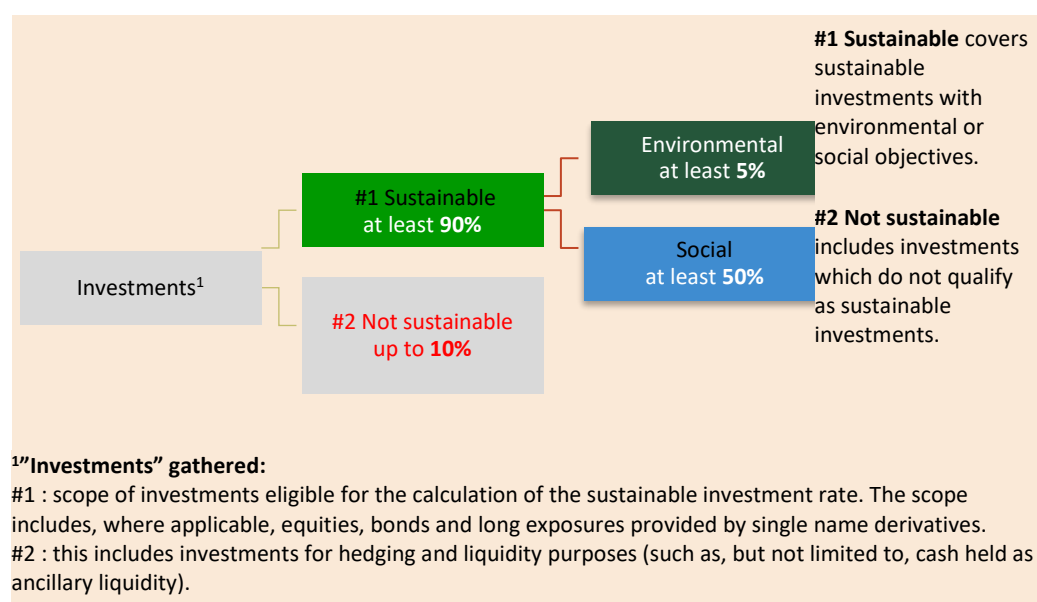 #1 Sustainable covers
sustainable
investments with
environmental or
social objectives.
#2 Not sustainable
includes investments
which do not qualify
as sustainable
investments.
Environmental
at least 5%
#1 Sustainable
at least 90%
Social
at least 50%
Investments¹
#2 Not sustainable
up to 10%
¹”Investments” gathered:
#1 : scope of investments eligible for the calculation of the sustainable investment rate. The scope
includes, where applicable, equities, bonds and long exposures provided by single name derivatives.
#2 : this includes investments for hedging and liquidity purposes (such as, but not limited to, cash held as
ancillary liquidity).